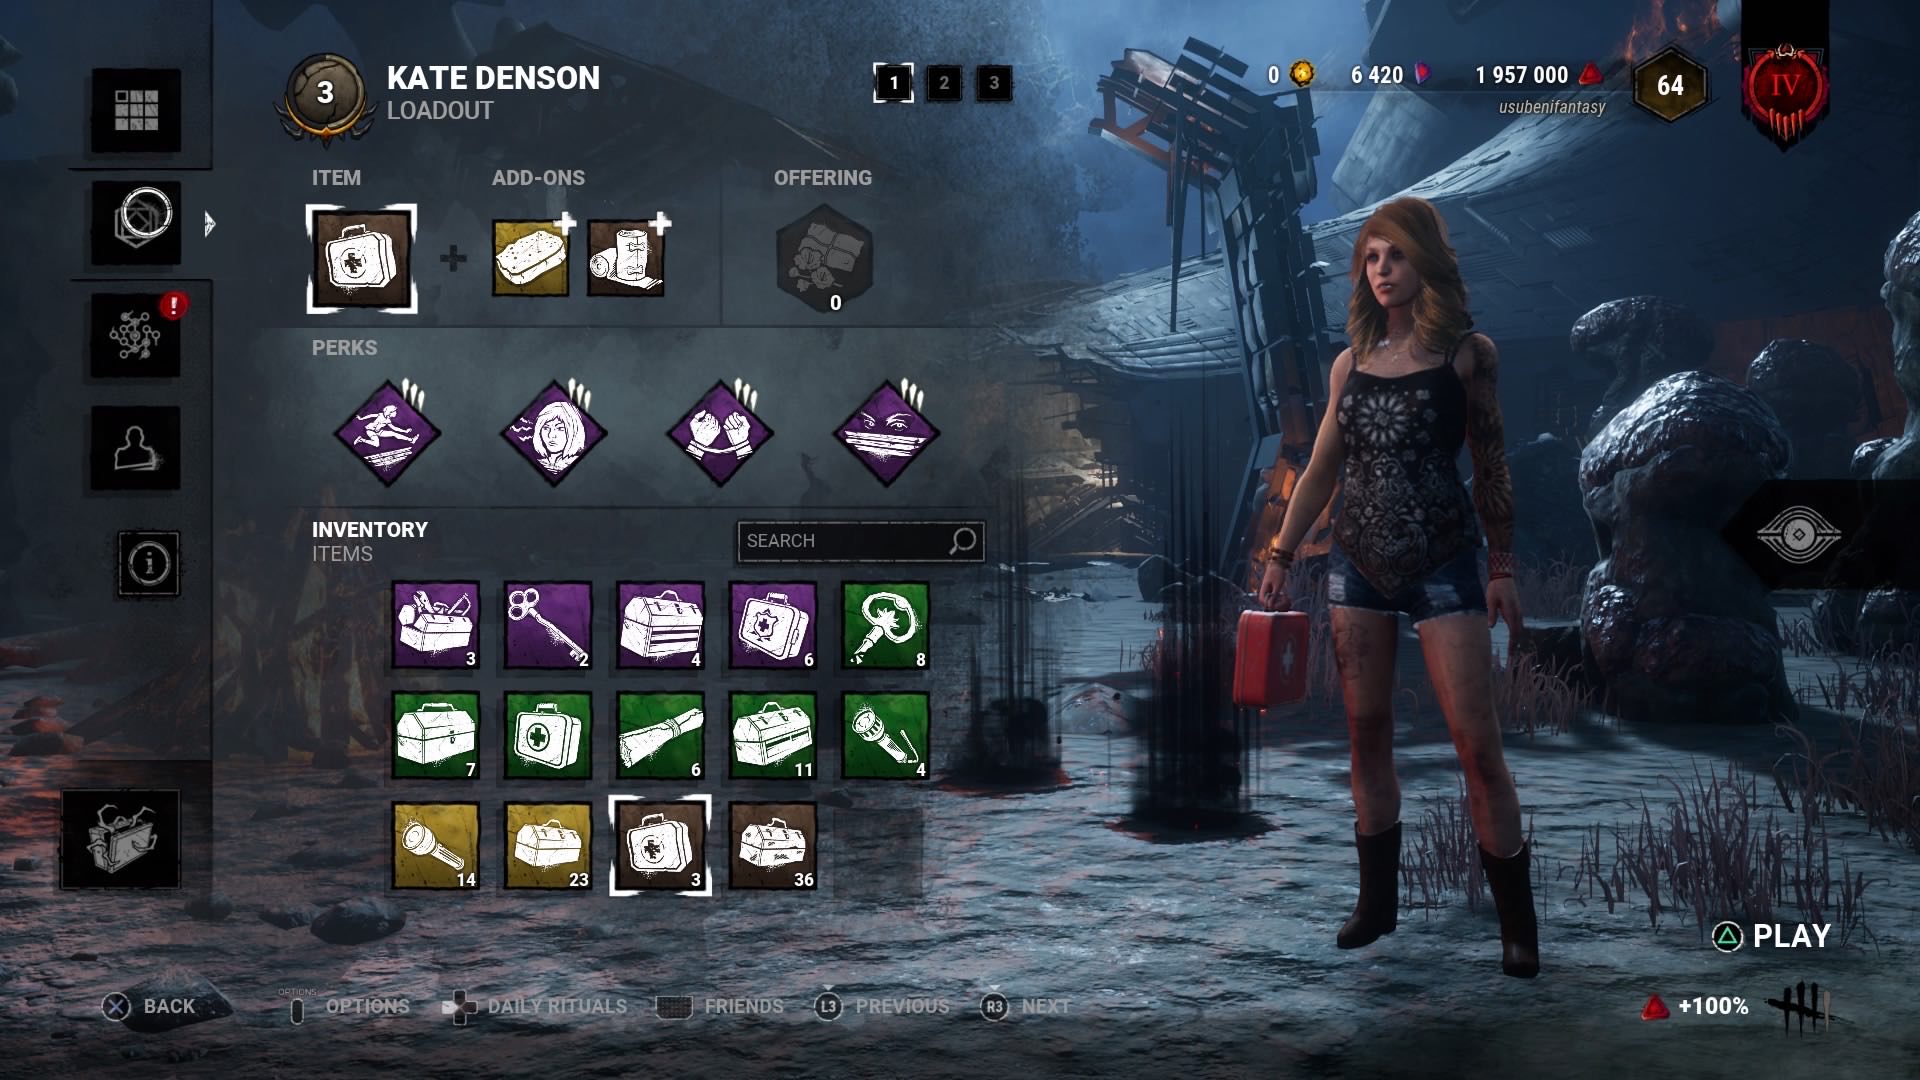 3
KATE DENSON
LOADOUT
1 2 3
0 6 420 1 957 000
usubenifantasy
64
IV
ITEM ADD-ONS OFFERING
0
PERKS
INVENTORY
ITEMS
SEARCH
3 2 4 6 8
7 6 11 4
14 23 3 36
PLAY
BACK
OPTIONS
OPTIONS
DAILY RITUALS
FRIENDS
L3 PREVIOUS
R3 NEXT
+100%